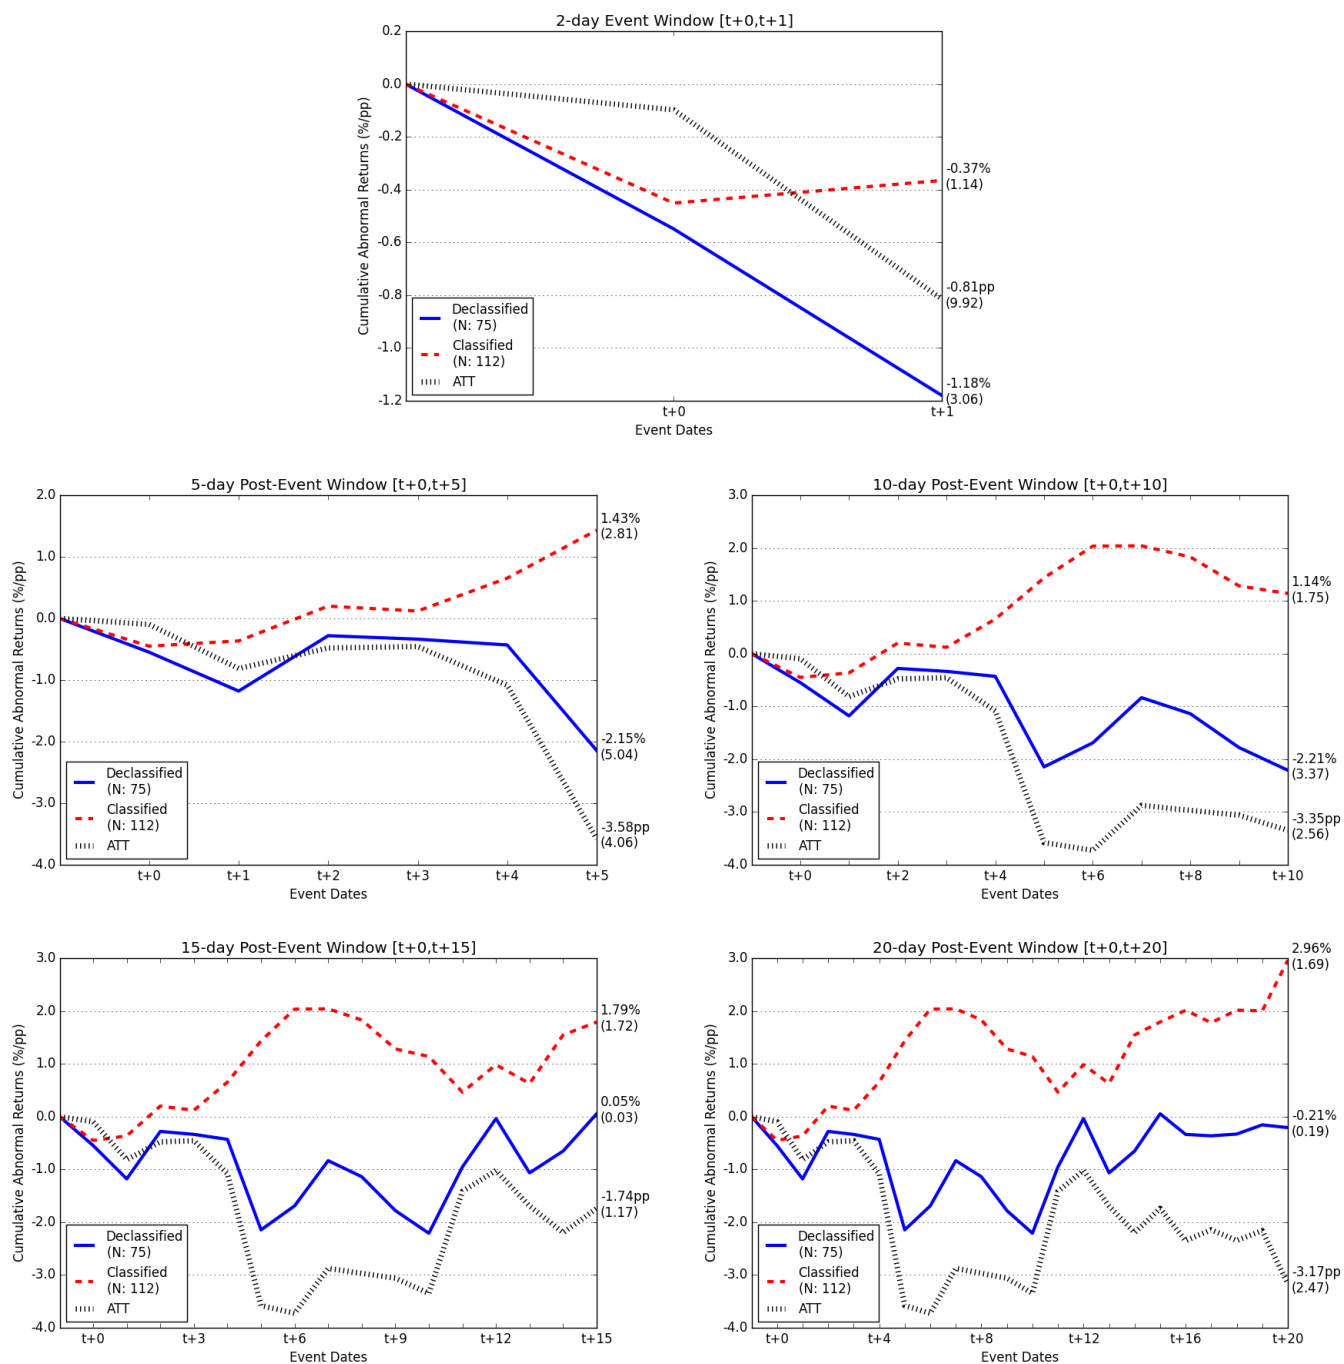 2-day Event Window [t+0,t+1]
Cumulative Abnormal Returns (%/pp)
0.2
0.0
-0.2
-0.4
-0.6
-0.8
-1.0
-1.2
-0.37%
(1.14)
-0.81pp
(9.92)
-1.18%
(3.06)
Declassified
(N: 75)
Classified
(N: 112)
ATT
t+0
t+1
Event Dates
5-day Post-Event Window [t+0,t+5]
Cumulative Abnormal Returns (%/pp)
2.0
1.0
0.0
-1.0
-2.0
-3.0
-4.0
1.43%
(2.81)
-2.15%
(5.04)
-3.58pp
(4.06)
Declassified
(N: 75)
Classified
(N: 112)
ATT
t+0
t+1
t+2
t+3
t+4
t+5
Event Dates
10-day Post-Event Window [t+0,t+10]
Cumulative Abnormal Returns (%/pp)
3.0
2.0
1.0
0.0
-1.0
-2.0
-3.0
-4.0
1.14%
(1.75)
-2.21%
(3.37)
-3.35pp
(2.56)
Declassified
(N: 75)
Classified
(N: 112)
ATT
t+0
t+2
t+4
t+6
t+8
t+10
Event Dates
15-day Post-Event Window [t+0,t+15]
Cumulative Abnormal Returns (%/pp)
3.0
2.0
1.0
0.0
-1.0
-2.0
-3.0
-4.0
1.79%
(1.72)
0.05%
(0.03)
-1.74pp
(1.17)
Declassified
(N: 75)
Classified
(N: 112)
ATT
t+0
t+3
t+6
t+9
t+12
t+15
Event Dates
20-day Post-Event Window [t+0,t+20]
Cumulative Abnormal Returns (%/pp)
3.0
2.0
1.0
0.0
-1.0
-2.0
-3.0
-4.0
2.96%
(1.69)
-0.21%
(0.19)
-3.17pp
(2.47)
Declassified
(N: 75)
Classified
(N: 112)
ATT
t+0
t+4
t+8
t+12
t+16
t+20
Event Dates